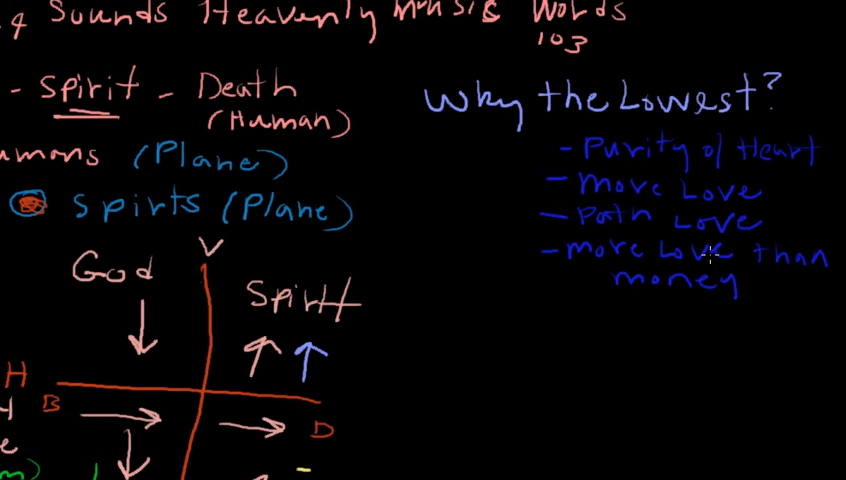 4 Sounds Heavenly Music Words
103
- Spirit - Death
(Human)
umans (Plane)
Spirts (Plane)
Why the Lowest?
- Purity of Heart
- More Love
- Path Love
- more Love than
money
V
God
Spirit
H
B
D
e
m)